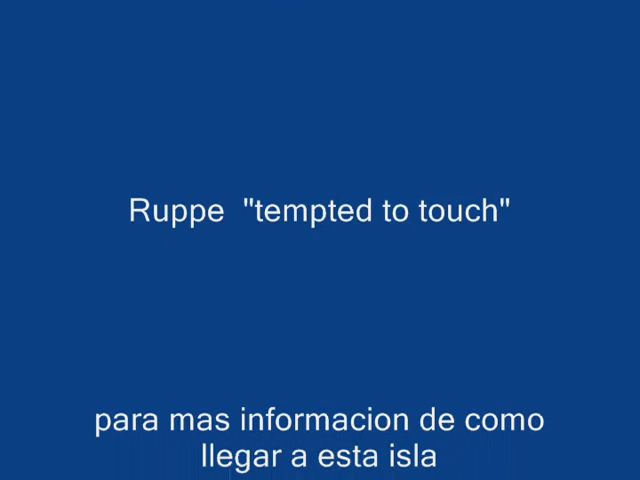 Ruppe  "tempted to touch"
para mas informacion de como
llegar a esta isla